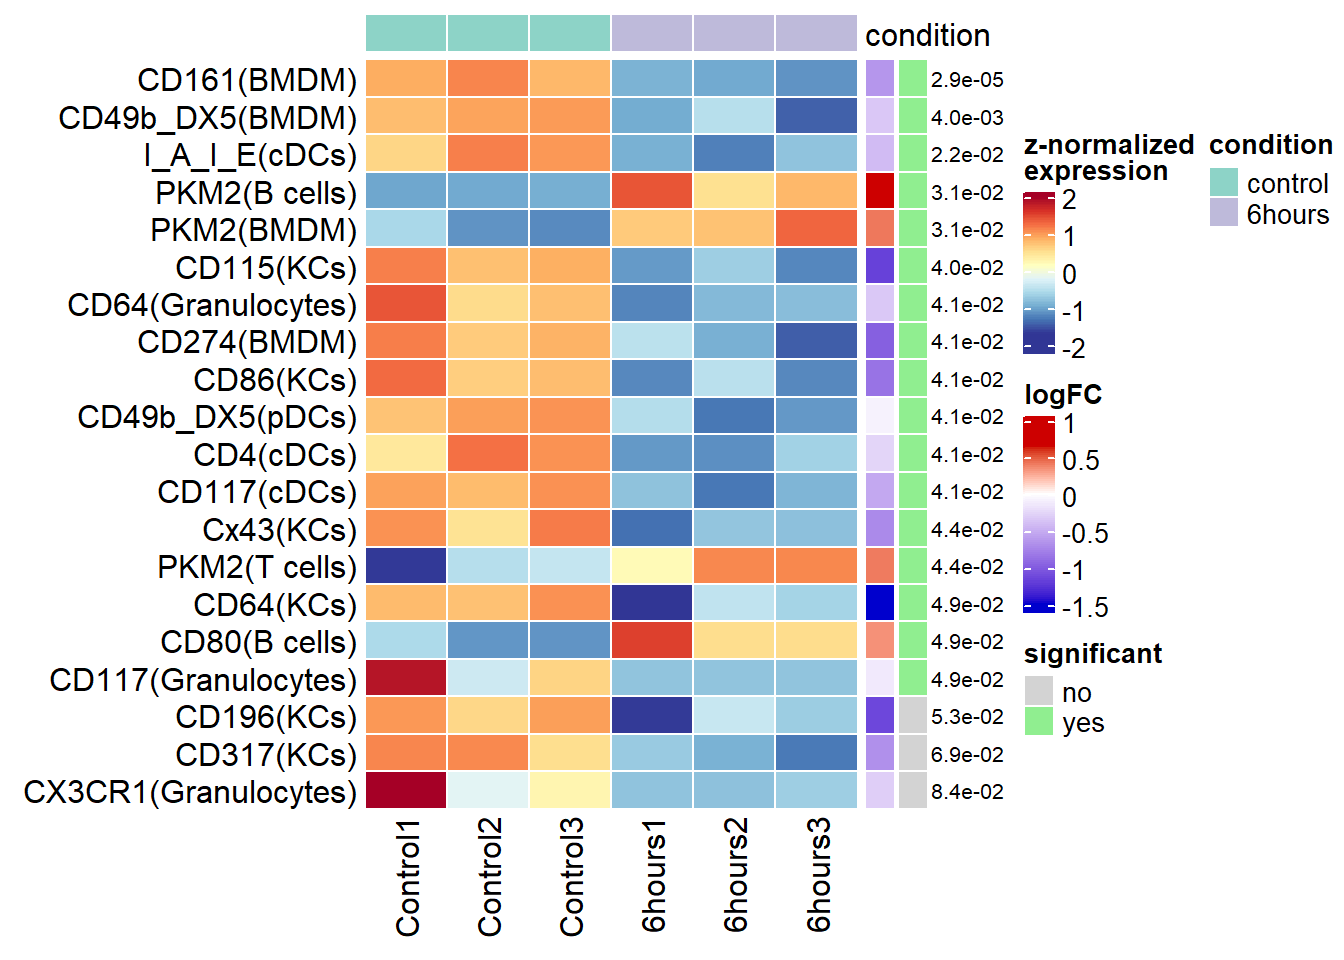 condition
CD161(BMDM) 2.9e-05
CD49b_DX5(BMDM) 4.0e-03
I_A_I_E(cDCs) 2.2e-02
PKM2(B cells) 3.1e-02
PKM2(BMDM) 3.1e-02
CD115(KCs) 4.0e-02
CD64(Granulocytes) 4.1e-02
CD274(BMDM) 4.1e-02
CD86(KCs) 4.1e-02
CD49b_DX5(pDCs) 4.1e-02
CD4(cDCs) 4.1e-02
CD117(cDCs) 4.1e-02
Cx43(KCs) 4.4e-02
PKM2(T cells) 4.4e-02
CD64(KCs) 4.9e-02
CD80(B cells) 4.9e-02
CD117(Granulocytes) 4.9e-02
CD196(KCs) 5.3e-02
CD317(KCs) 6.9e-02
CX3CR1(Granulocytes) 8.4e-02
Control1
Control2
Control3
6hours1
6hours2
6hours3
z-normalized
expression
2
1
0
-1
-2
logFC
1
0.5
0
-0.5
-1
-1.5
significant
no
yes
condition
control
6hours